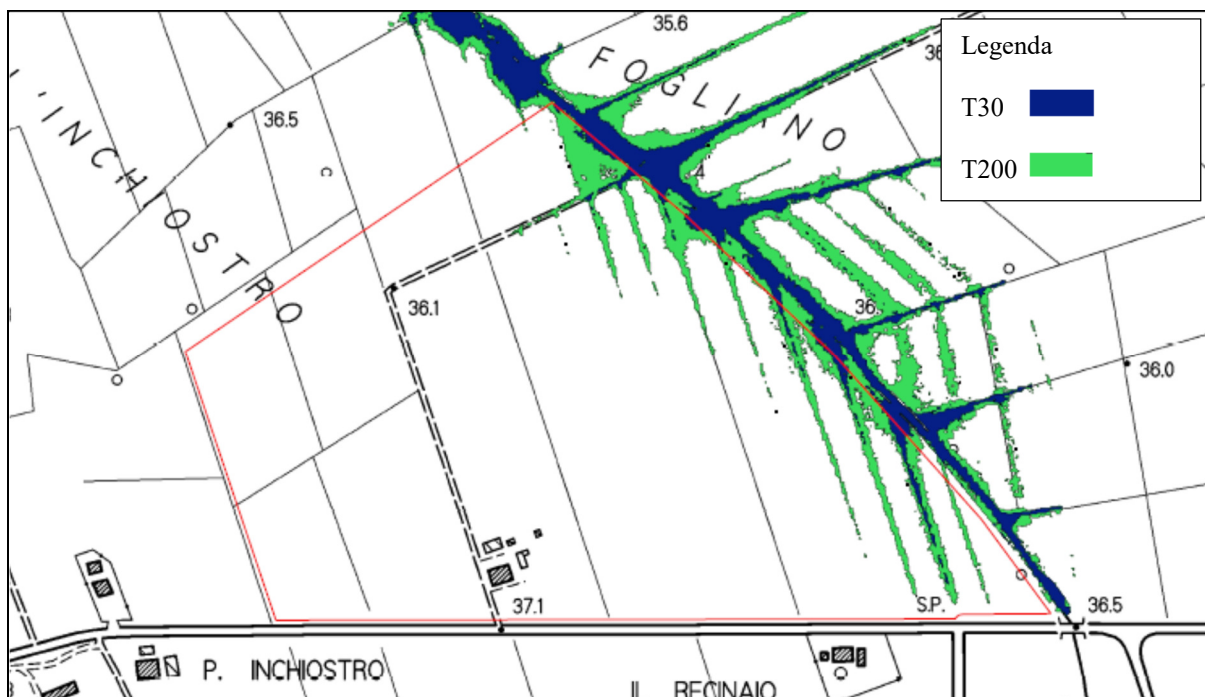 35.6
Legenda
T30
T200
FOGLIANO
36.5
'INCHIOSTRO
36.1
36.
36.0
37.1
S.P.
36.5
P. INCHIOSTRO
IL RECINAIO